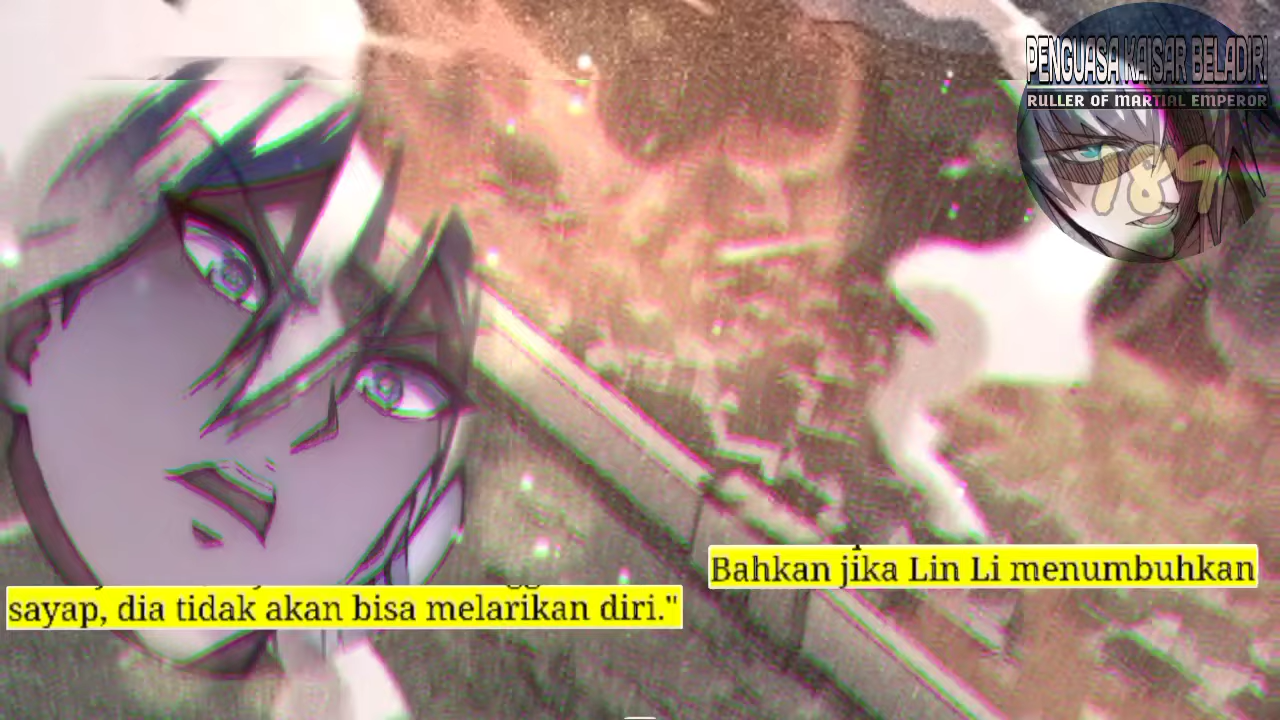 PENGUASA KAISAR BELADIRI
RULLER OF MARTIAL EMPEROR
789
Bahkan jika Lin Li menumbuhkan
sayap, dia tidak akan bisa melarikan diri."